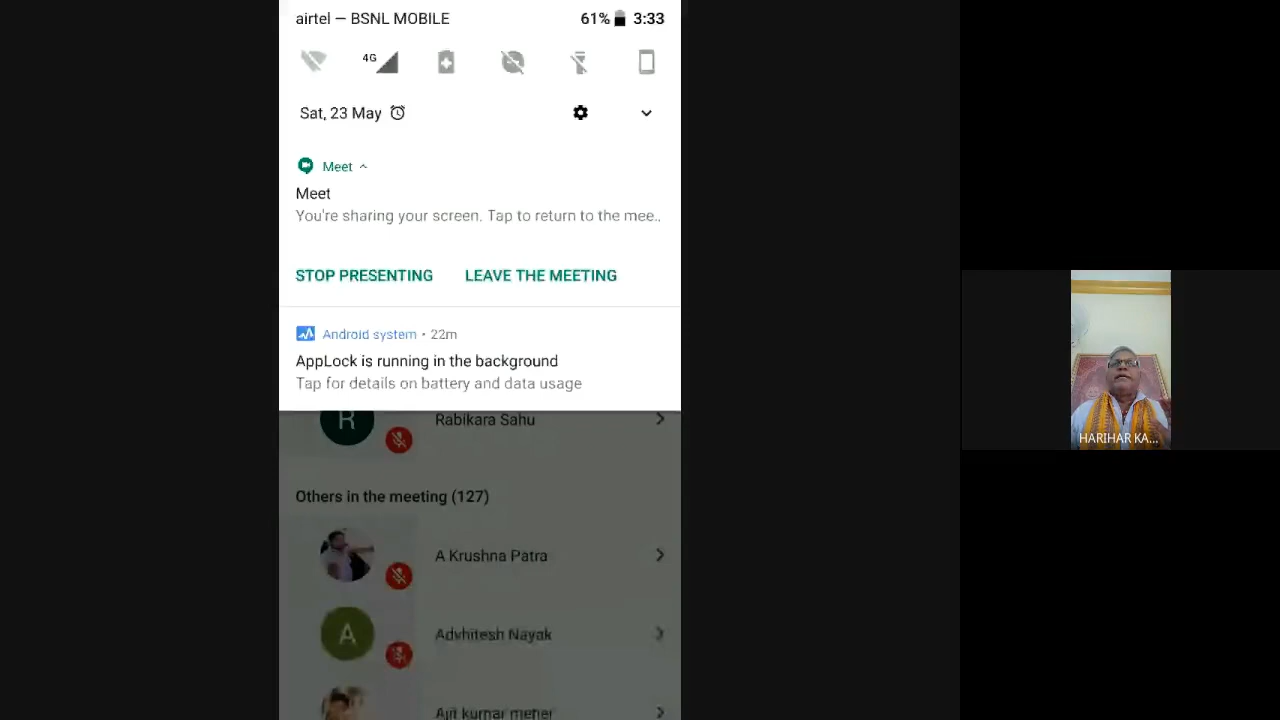 airtel — BSNL MOBILE 61% 3:33
4G
Sat, 23 May
Meet
Meet
You're sharing your screen. Tap to return to the mee..
STOP PRESENTING LEAVE THE MEETING
Android system • 22m
AppLock is running in the background
Tap for details on battery and data usage
R Rabikara Sahu
Others in the meeting (127)
A Krushna Patra
A Advhitesh Nayak
Ajit kumar meher
HARIHAR KA...